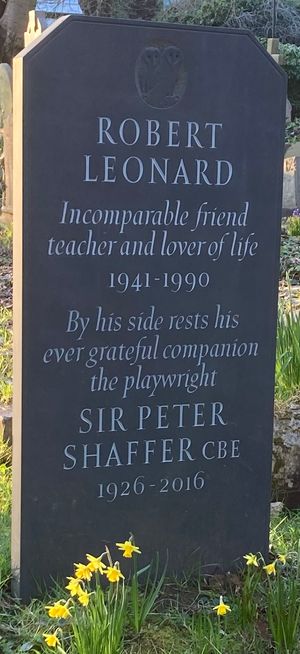 ROBERT
LEONARD
Incomparable friend
teacher and lover of life
1941-1990
By his side rests his
ever grateful companion
the playwright
SIR PETER
SHAFFER CBE
1926-2016